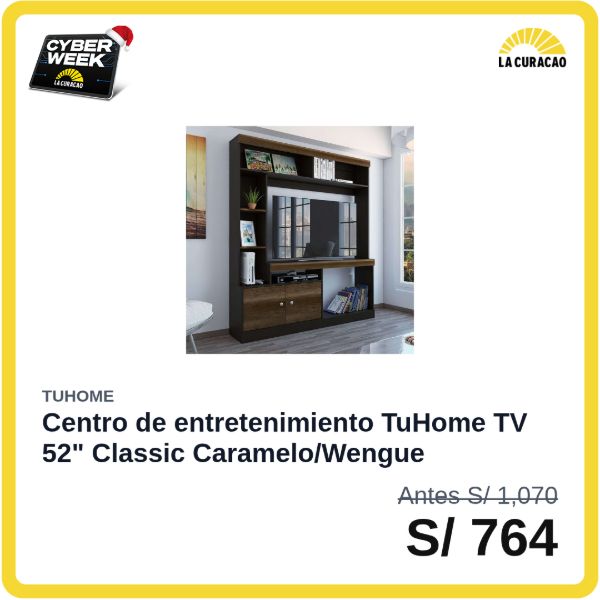 CYBER
WEEK
LA CURACAO
LA CURACAO
TUHOME
Centro de entretenimiento TuHome TV
52" Classic Caramelo/Wengue
Antes S/ 1,070
S/ 764